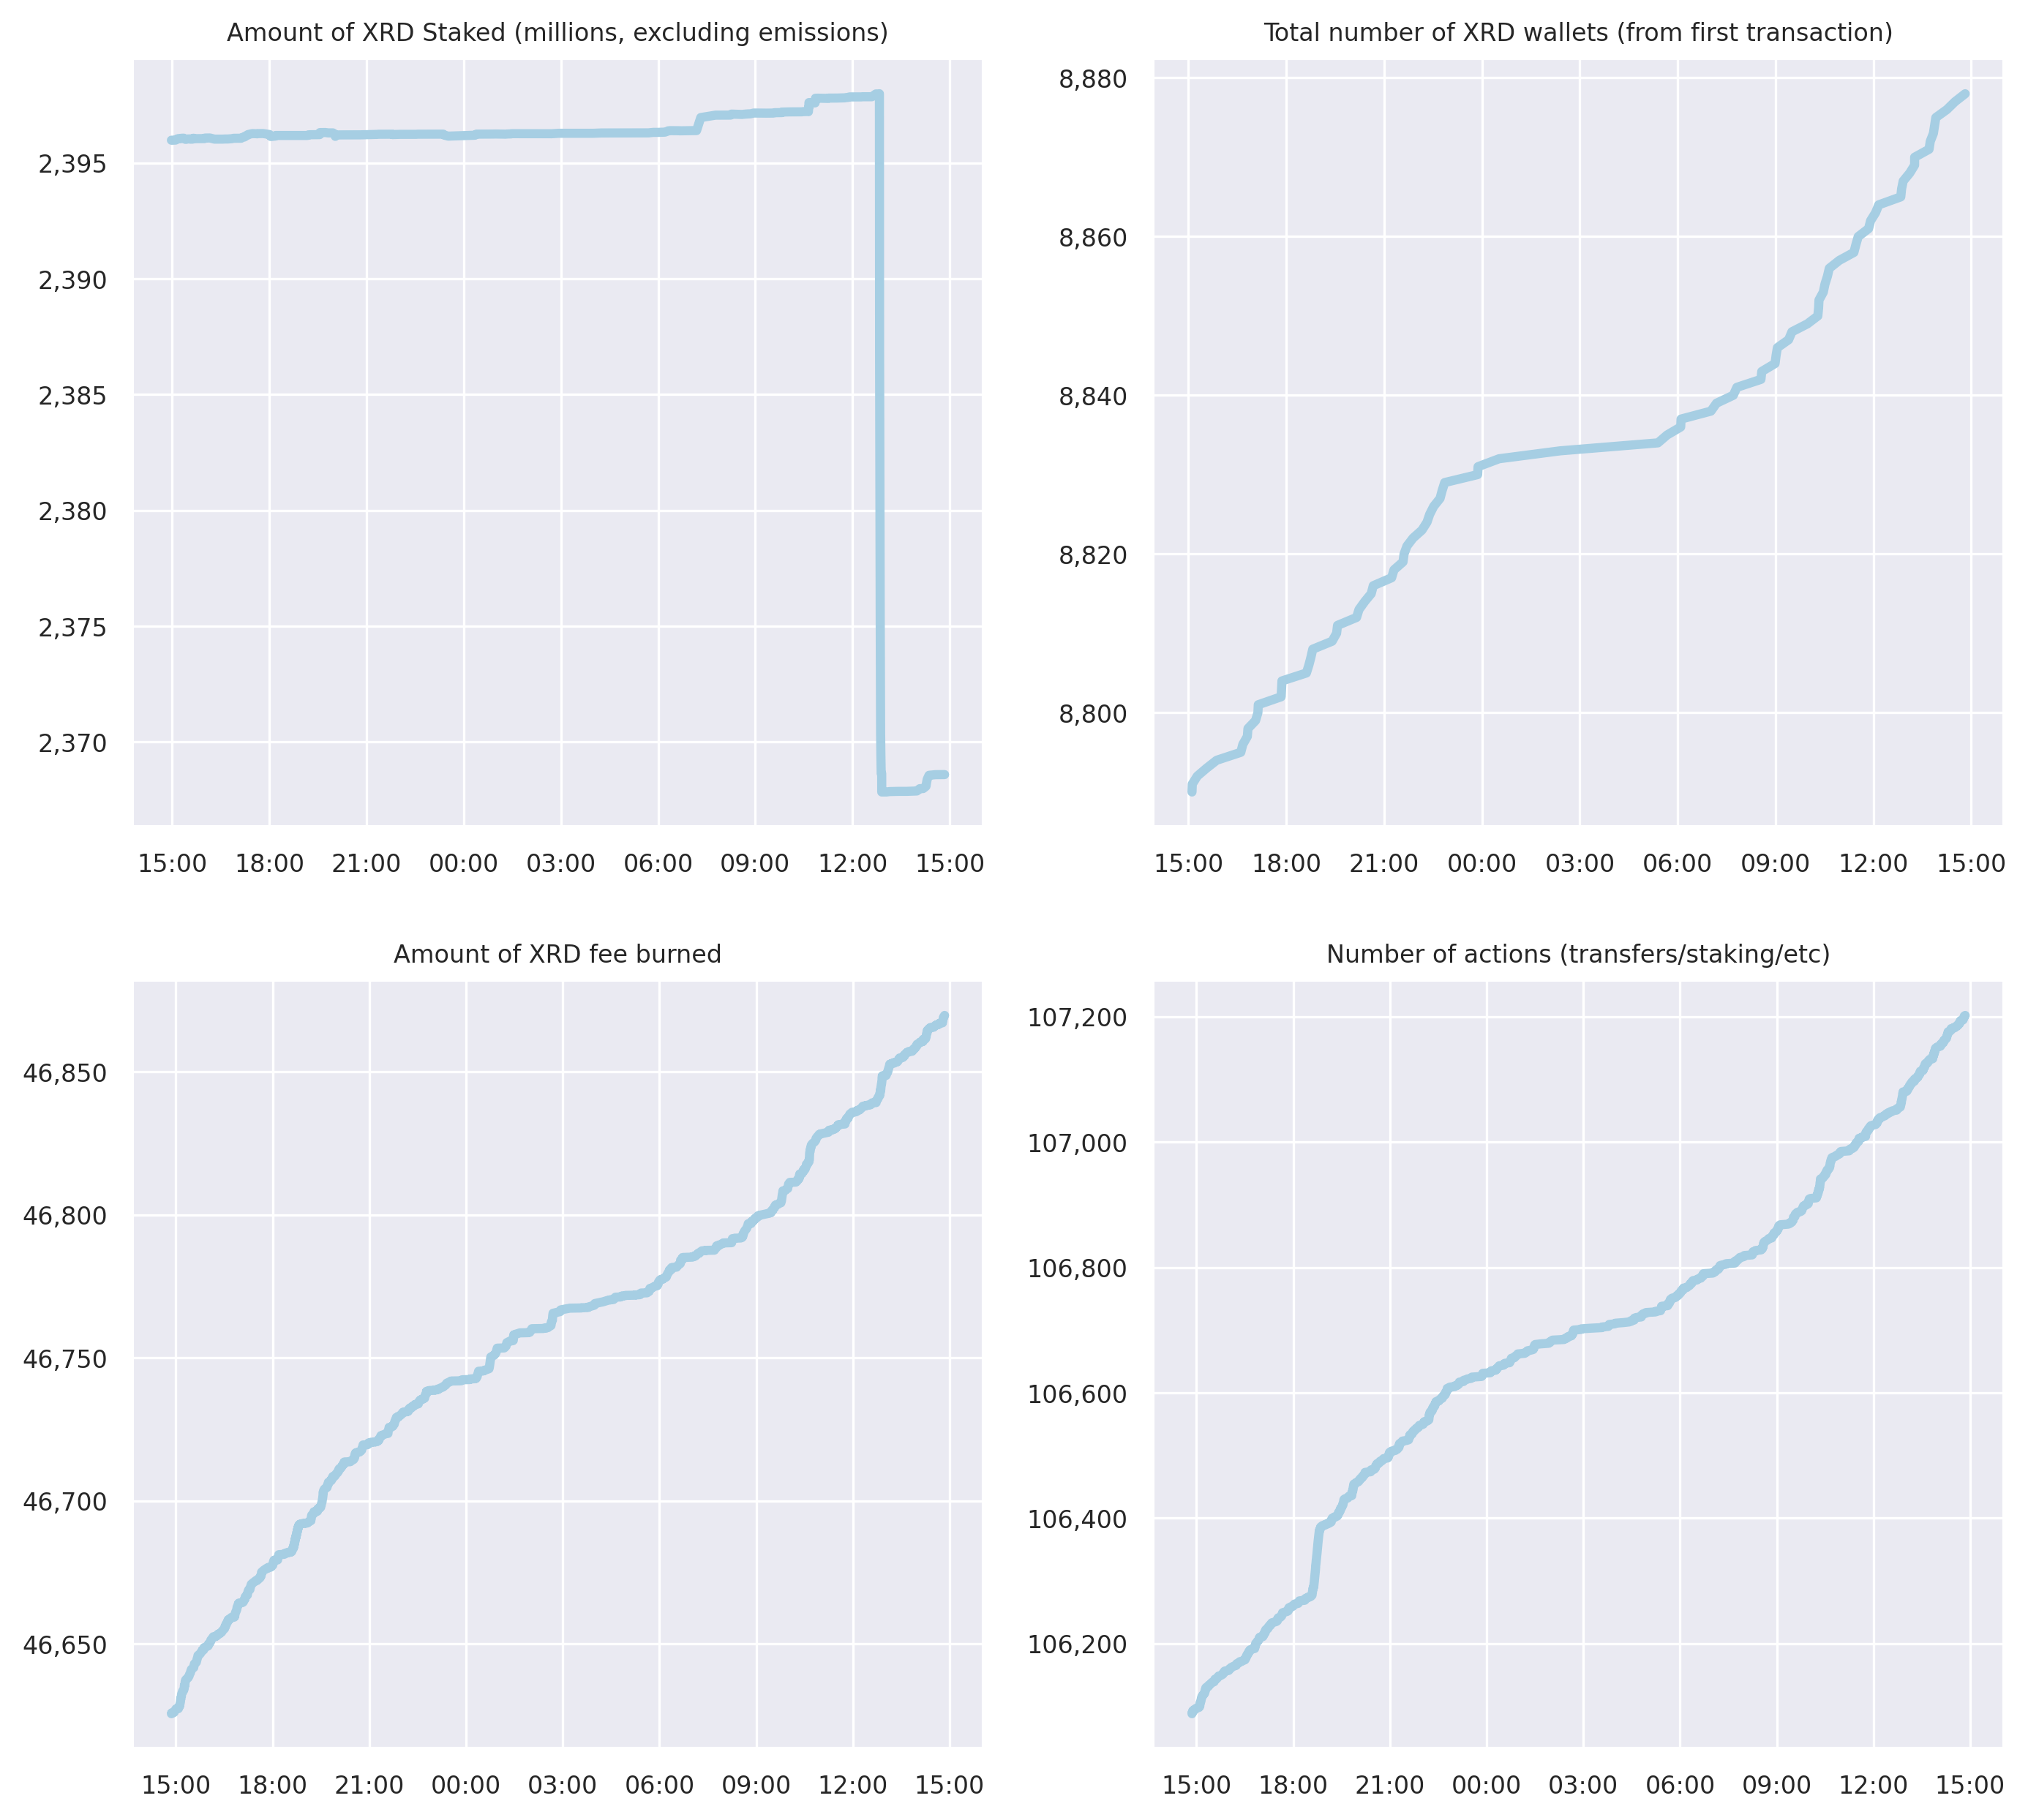 Amount of XRD Staked (millions, excluding emissions)
2,395
2,390
2,385
2,380
2,375
2,370
15:00 18:00 21:00 00:00 03:00 06:00 09:00 12:00 15:00
Total number of XRD wallets (from first transaction)
8,880
8,860
8,840
8,820
8,800
15:00 18:00 21:00 00:00 03:00 06:00 09:00 12:00 15:00
Amount of XRD fee burned
46,850
46,800
46,750
46,700
46,650
15:00 18:00 21:00 00:00 03:00 06:00 09:00 12:00 15:00
Number of actions (transfers/staking/etc)
107,200
107,000
106,800
106,600
106,400
106,200
15:00 18:00 21:00 00:00 03:00 06:00 09:00 12:00 15:00